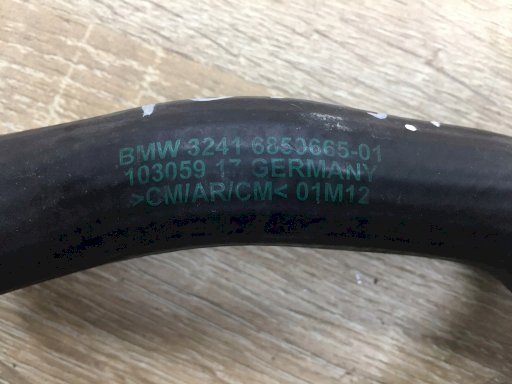 BMW 3241 6850665-01
103059 17 GERMANY
>CM/AR/CM< 01M12